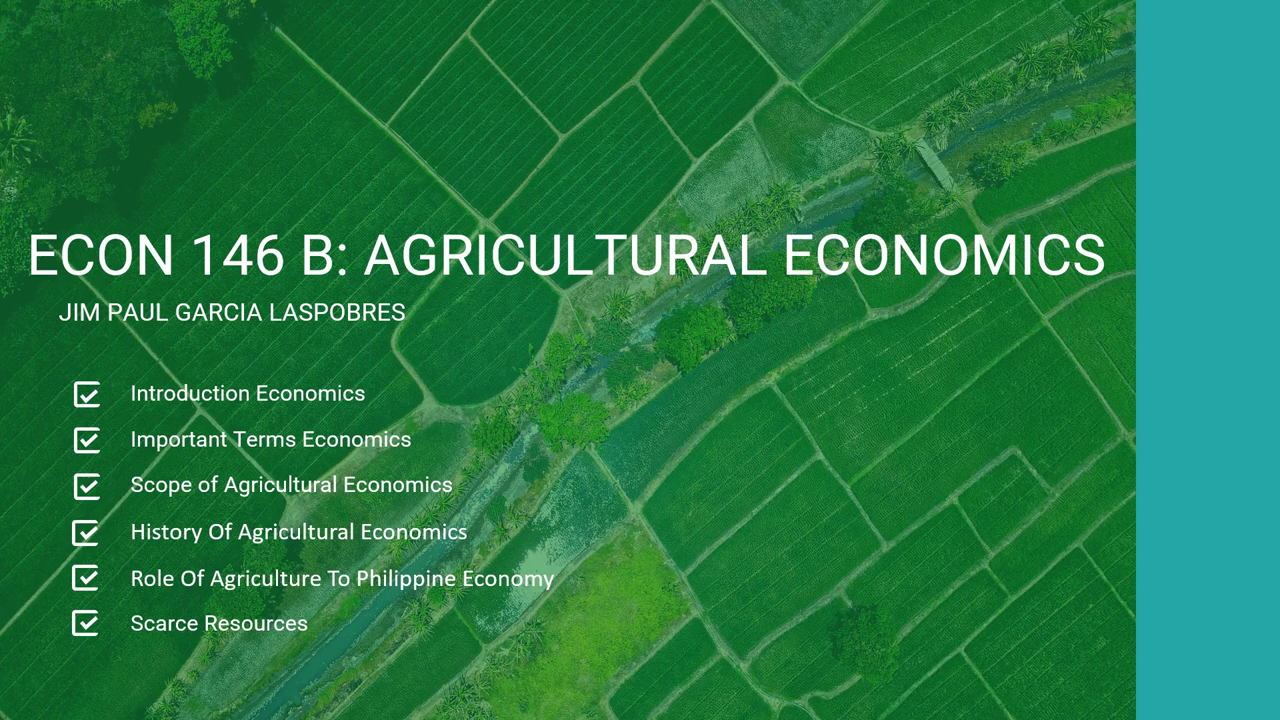 ECON 146 B: AGRICULTURAL ECONOMICS
JIM PAUL GARCIA LASPOBRES
Introduction Economics
Important Terms Economics
Scope of Agricultural Economics
History Of Agricultural Economics
Role Of Agriculture To Philippine Economy
Scarce Resources